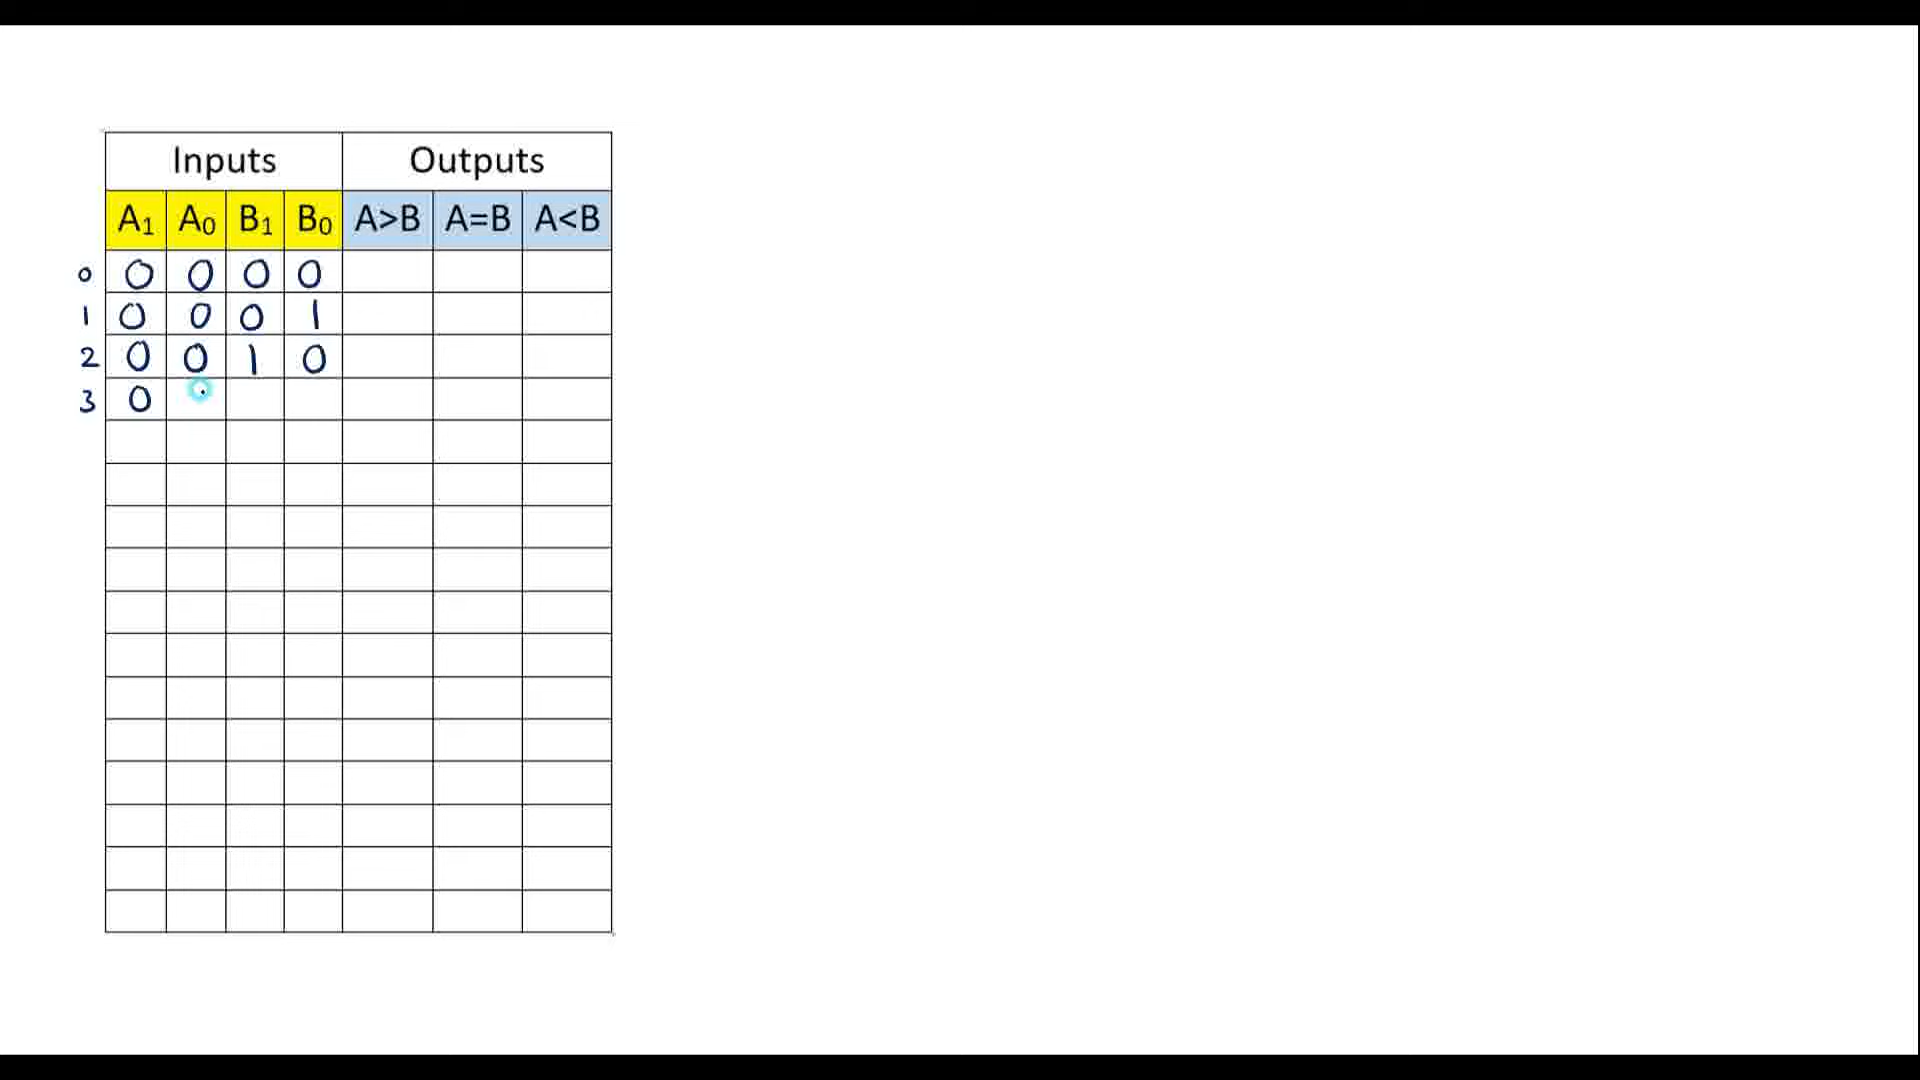 Inputs Outputs
A₁ A₀ B₁ B₀ A>B A=B A<B
0 0 0 0 0
1 0 0 0 1
2 0 0 1 0
3 0